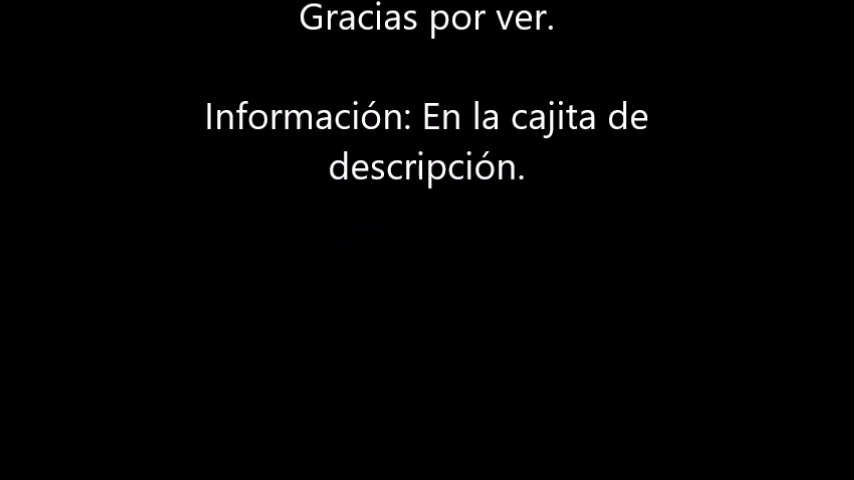 Gracias por ver.
Información: En la cajita de
descripción.